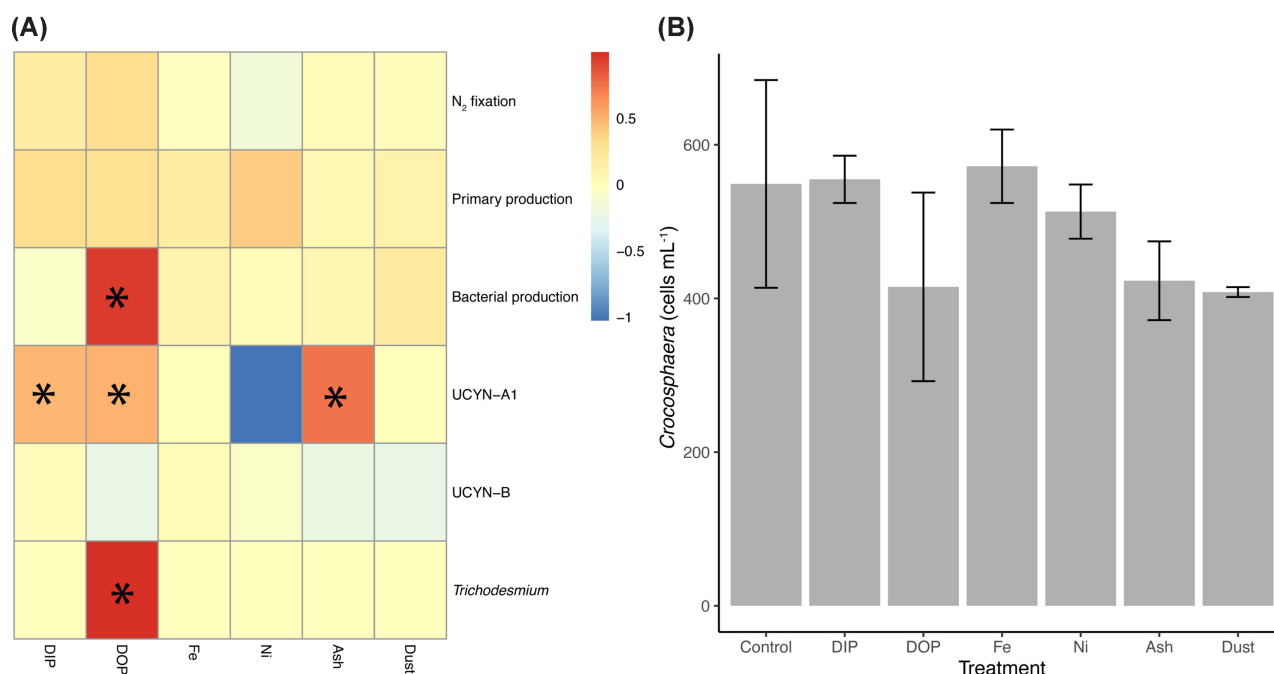 (A)
(B)
N2 fixation
Primary production
Bacterial production
UCYN−A1
UCYN−B
Trichodesmium
DIP
DOP
Fe
Ni
Ash
Dust
0.5
0
−0.5
−1
Crocosphaera (cells mL-1)
600
400
200
0
Control
DIP
DOP
Fe
Ni
Ash
Dust
Treatment
*
*
*
*
*